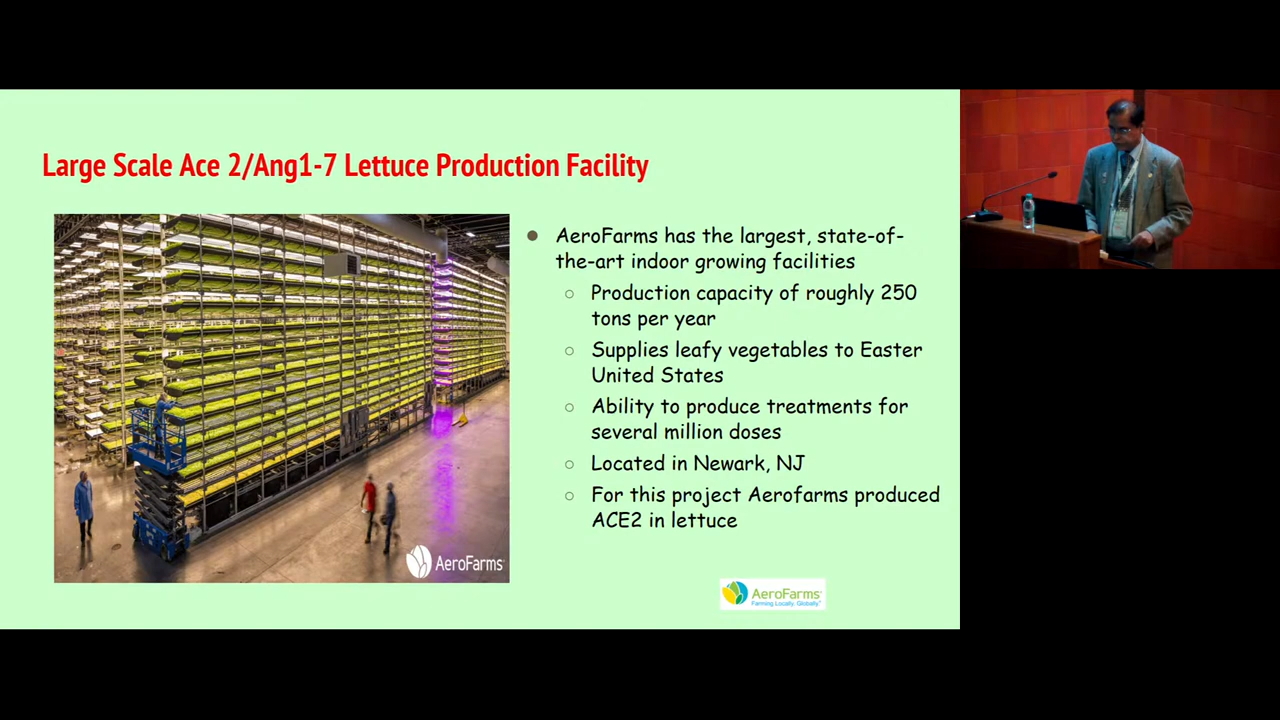 Large Scale Ace 2/Ang1-7 Lettuce Production Facility
● AeroFarms has the largest, state-of-
the-art indoor growing facilities
○ Production capacity of roughly 250
tons per year
○ Supplies leafy vegetables to Easter
United States
○ Ability to produce treatments for
several million doses
○ Located in Newark, NJ
○ For this project Aerofarms produced
ACE2 in lettuce
AeroFarms
AeroFarms
Farming Locally, Globally.